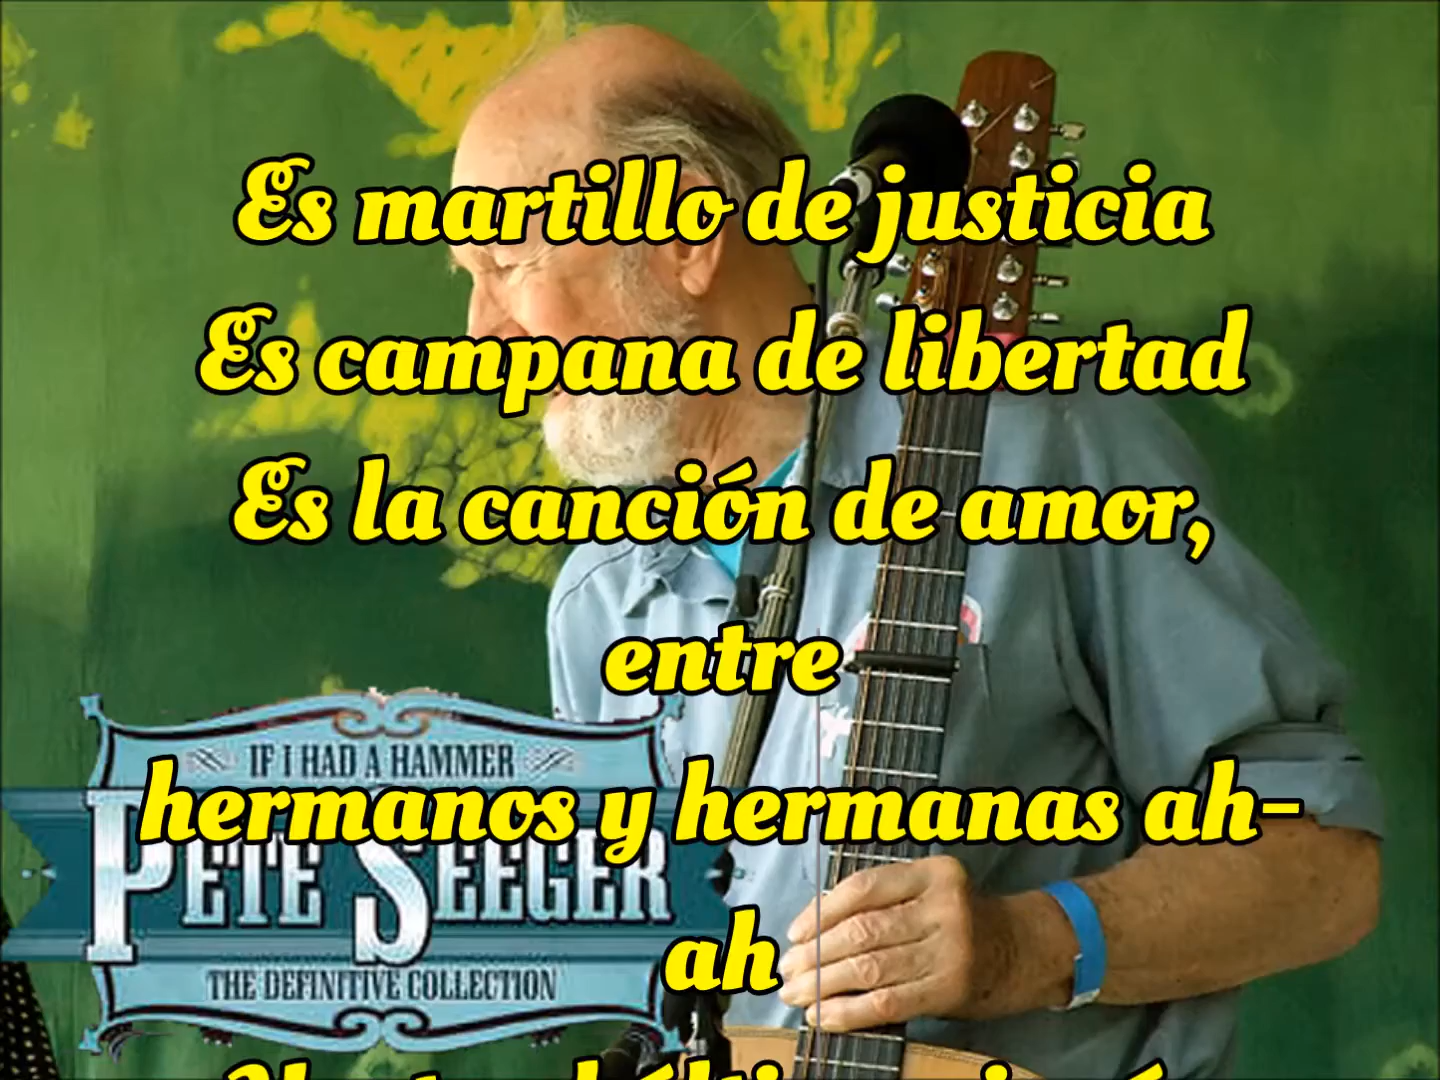 Es martillo de justicia
Es campana de libertad
Es la canción de amor,
entre
IF I HAD A HAMMER
hermanos y hermanas ah-
PETE SEEGER
ah
THE DEFINITIVE COLLECTION